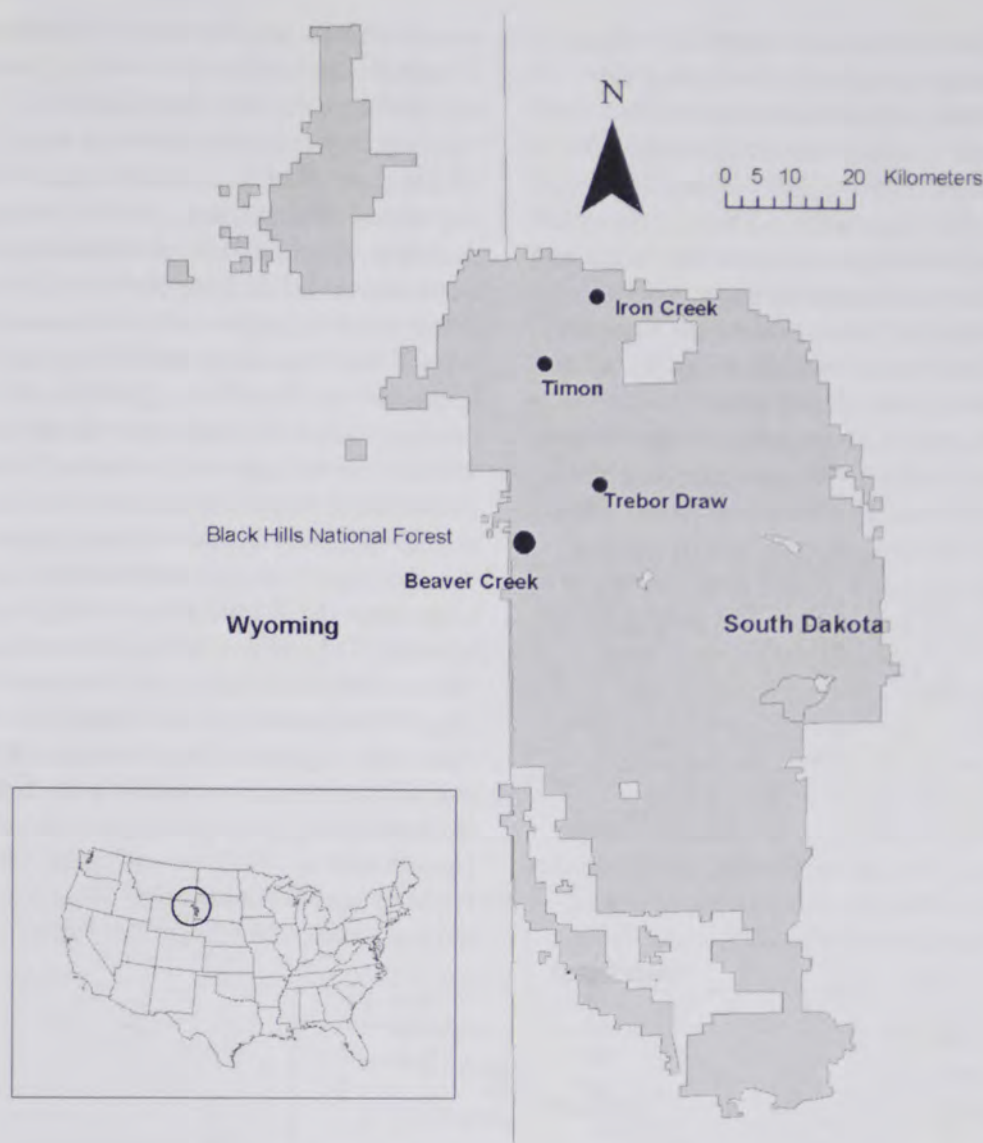 N
0 5 10 20 Kilometers
Iron Creek
Timon
Trebor Draw
Black Hills National Forest
Beaver Creek
Wyoming
South Dakota